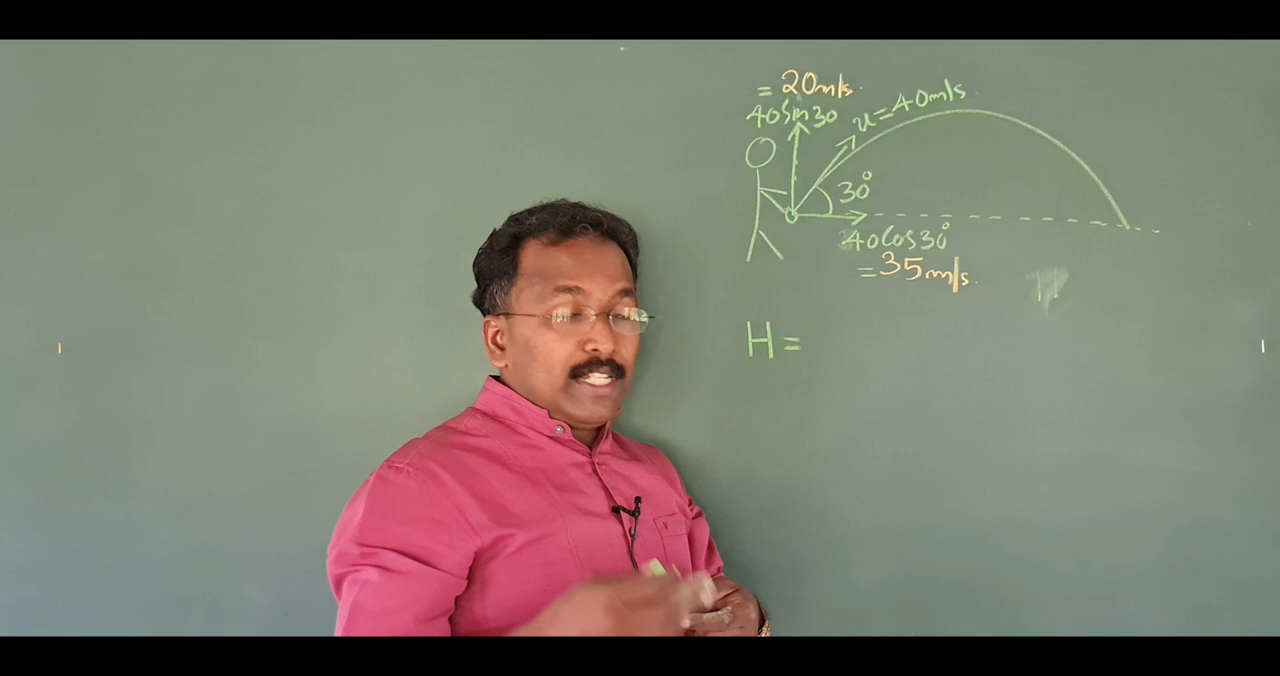 = 20m/s.
40Sin30
u=40m/s.
30°
40Cos30°
=35m/s.
H=